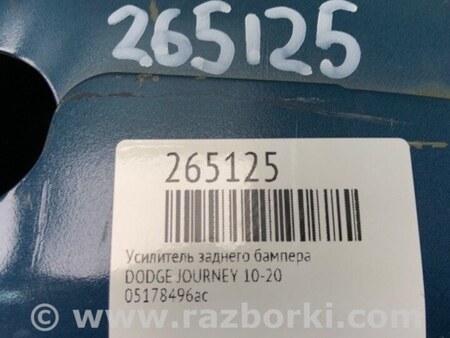 265125
265125
Усилитель заднего бампера
DODGE JOURNEY 10-20
05178496ac
© www.razborki.com